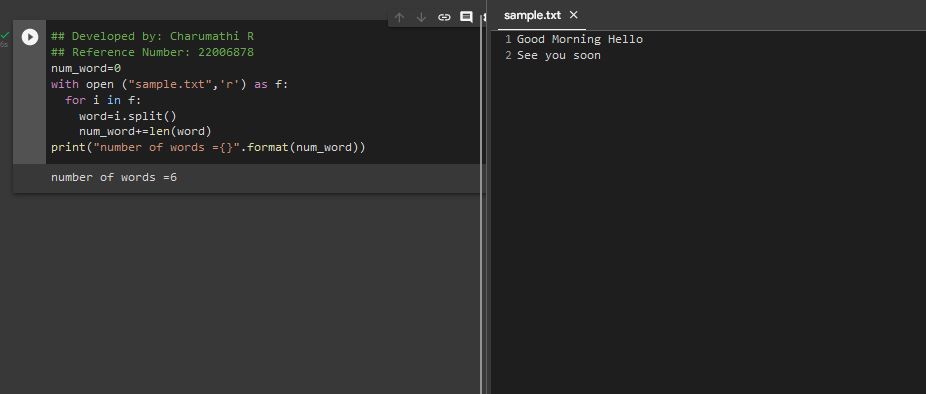 ## Developed by: Charumathi R
## Reference Number: 22006878
num_word=0
with open ("sample.txt",'r') as f:
  for i in f:
    word=i.split()
    num_word+=len(word)
print("number of words ={}".format(num_word))
number of words =6
6s
sample.txt
1 Good Morning Hello
2 See you soon